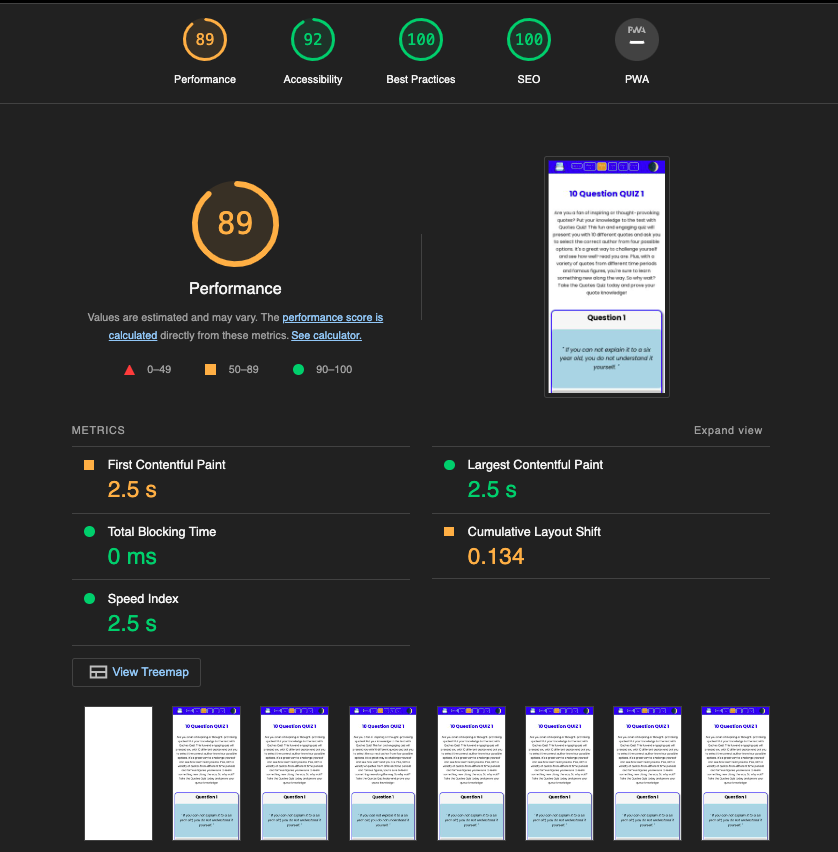 89
92
100
100
PWA
Performance
Accessibility
Best Practices
SEO
PWA
89
Performance
Values are estimated and may vary. The performance score is
calculated directly from these metrics. See calculator.
0–49
50–89
90–100
10 Question QUIZ 1
Are you a fan of inspiring or thought- provoking
quotes? Put your knowledge to the test with
Quotes Quiz! This fun and engaging quiz will
present you with 10 different quotes and ask you
to select the correct author from four possible
options. It's a great way to challenge yourself
and see how well-read you are. Plus, with a
variety of quotes from different time periods
and famous figures, you're sure to learn
something new along the way. So why wait?
Take the Quotes Quiz today and prove your
quote knowledge!
Question 1
" If you can not explain it to a six
year old, you do not understand it
yourself. "
METRICS
Expand view
First Contentful Paint
2.5 s
Largest Contentful Paint
2.5 s
Total Blocking Time
0 ms
Cumulative Layout Shift
0.134
Speed Index
2.5 s
View Treemap
10 Question QUIZ 1
10 Question QUIZ 1
10 Question QUIZ 1
10 Question QUIZ 1
10 Question QUIZ 1
10 Question QUIZ 1
10 Question QUIZ 1
Question 1
Question 1
Question 1
Question 1
Question 1
Question 1
Question 1